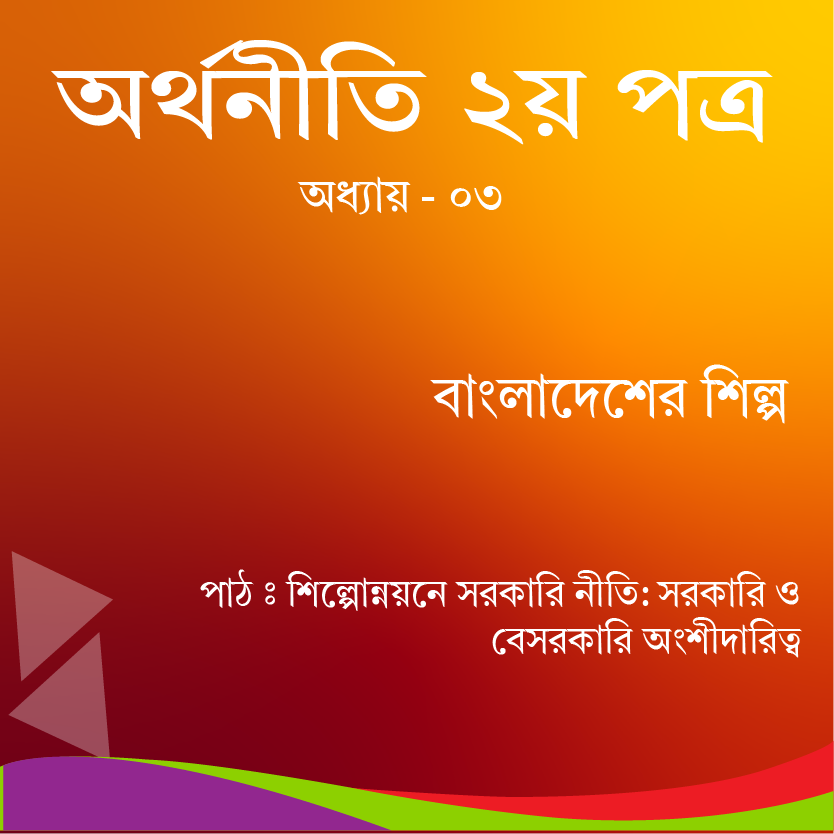 অর্থনীতি ২য় পত্র
অধ্যায় - ০৩
বাংলাদেশের শিল্প
পাঠ ঃ শিল্পোন্নয়নে সরকারি নীতি: সরকারি ও
বেসরকারি অংশীদারিত্ব